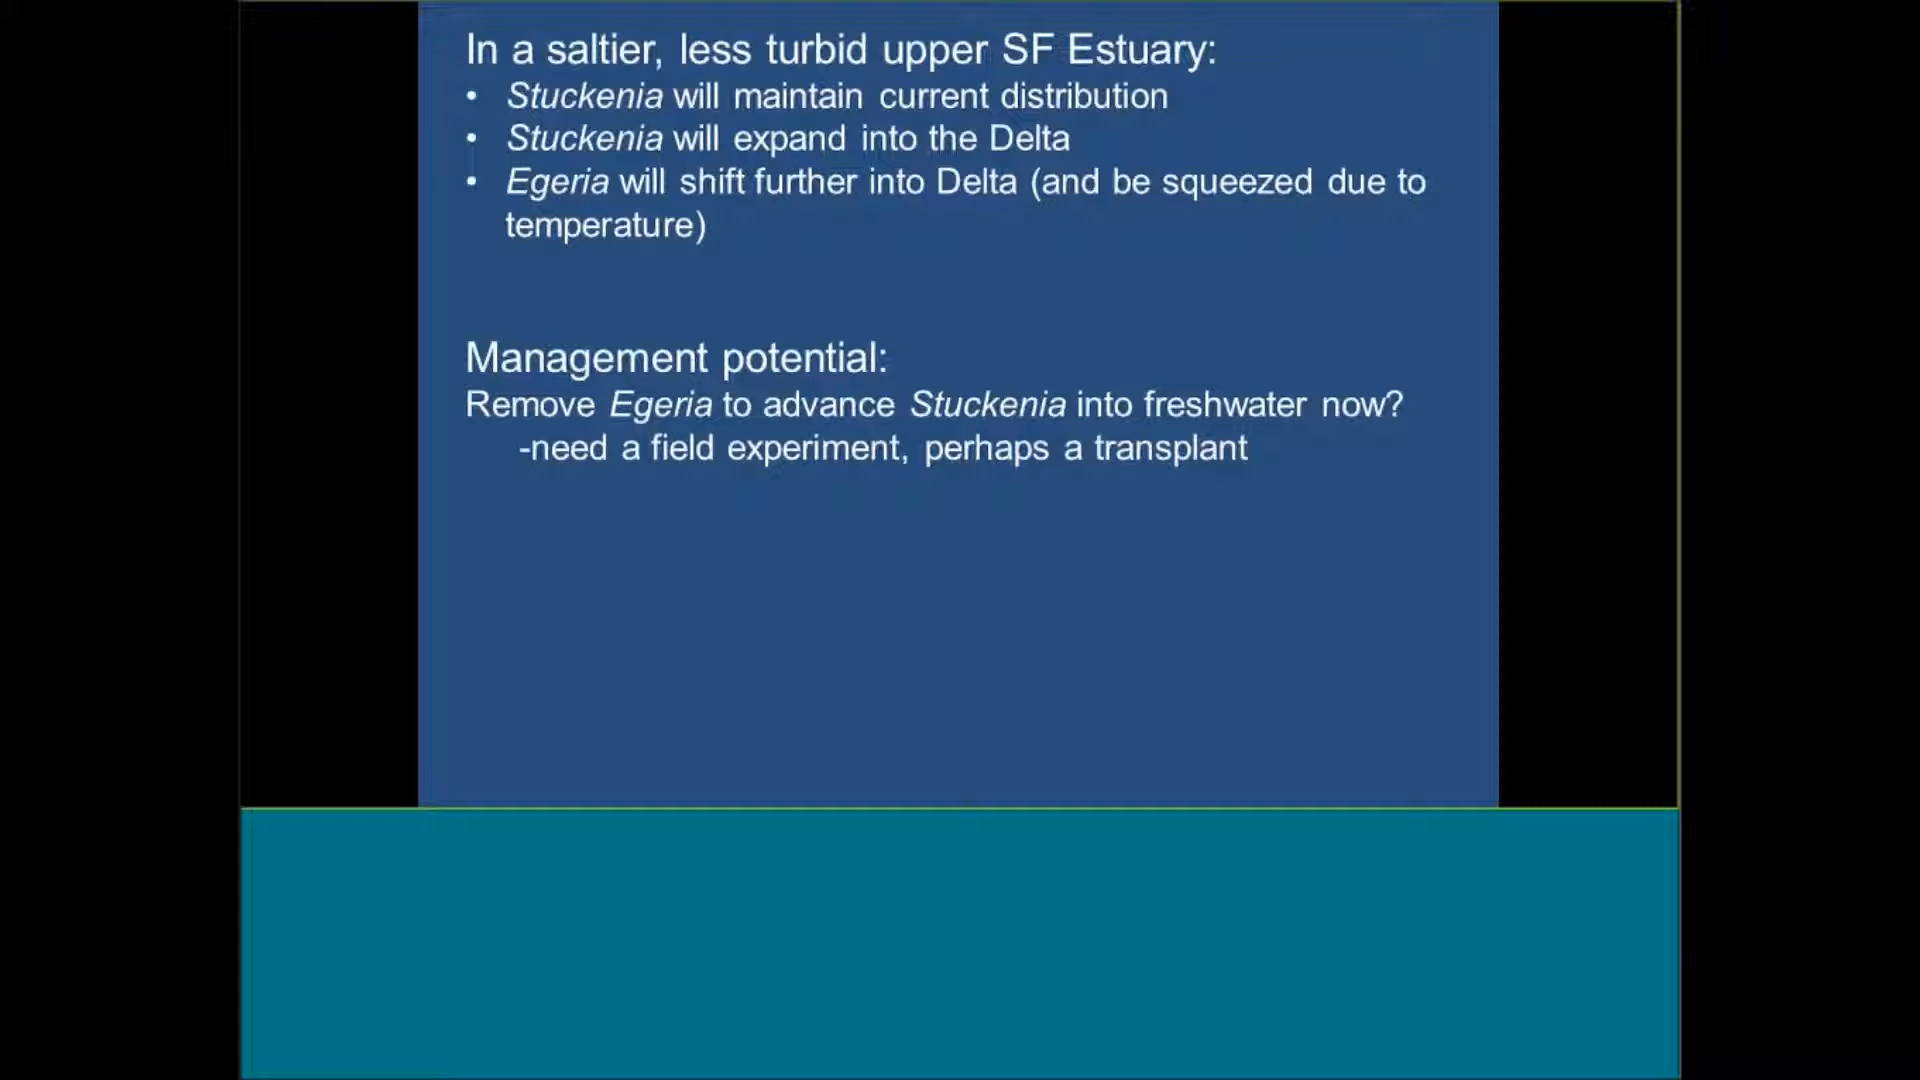 In a saltier, less turbid upper SF Estuary:
• Stuckenia will maintain current distribution
• Stuckenia will expand into the Delta
• Egeria will shift further into Delta (and be squeezed due to
temperature)
Management potential:
Remove Egeria to advance Stuckenia into freshwater now?
-need a field experiment, perhaps a transplant